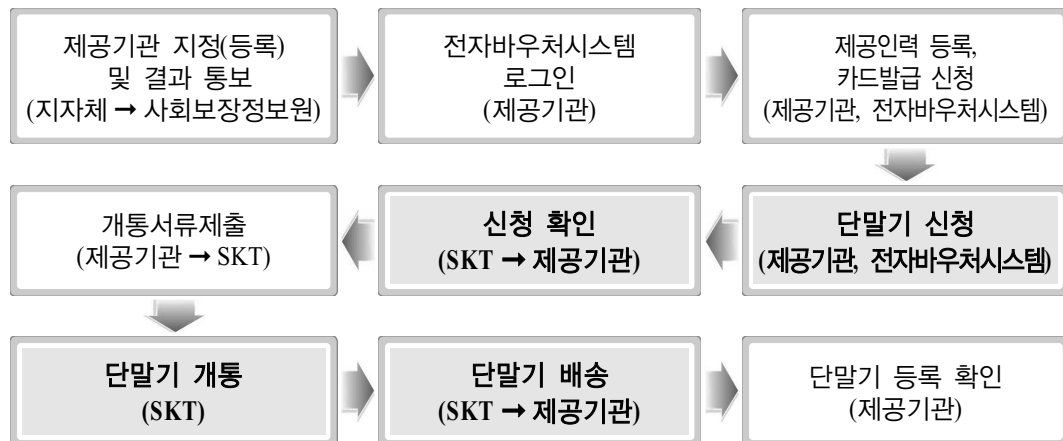 제공기관 지정(등록)
및 결과 통보
(지자체 ➞ 사회보장정보원)
전자바우처시스템
로그인
(제공기관)
제공인력 등록,
카드발급 신청
(제공기관, 전자바우처시스템)
단말기 신청
(제공기관, 전자바우처시스템)
신청 확인
(SKT ➞ 제공기관)
개통서류제출
(제공기관 ➞ SKT)
단말기 개통
(SKT)
단말기 배송
(SKT ➞ 제공기관)
단말기 등록 확인
(제공기관)